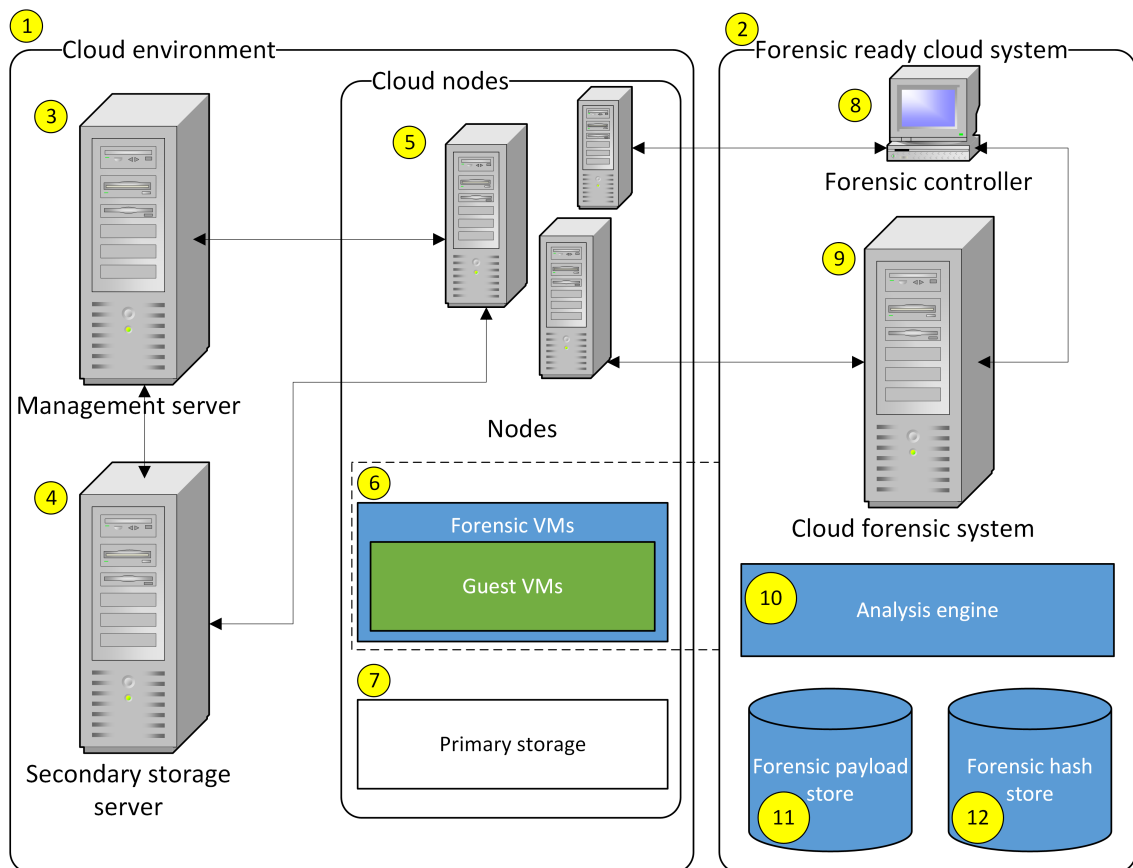 1
Cloud environment
3
Management server
4
Secondary storage
server
Cloud nodes
5
Nodes
6
Forensic VMs
Guest VMs
7
Primary storage
2
Forensic ready cloud system
8
Forensic controller
9
Cloud forensic system
10
Analysis engine
Forensic payload
store
11
Forensic hash
store
12